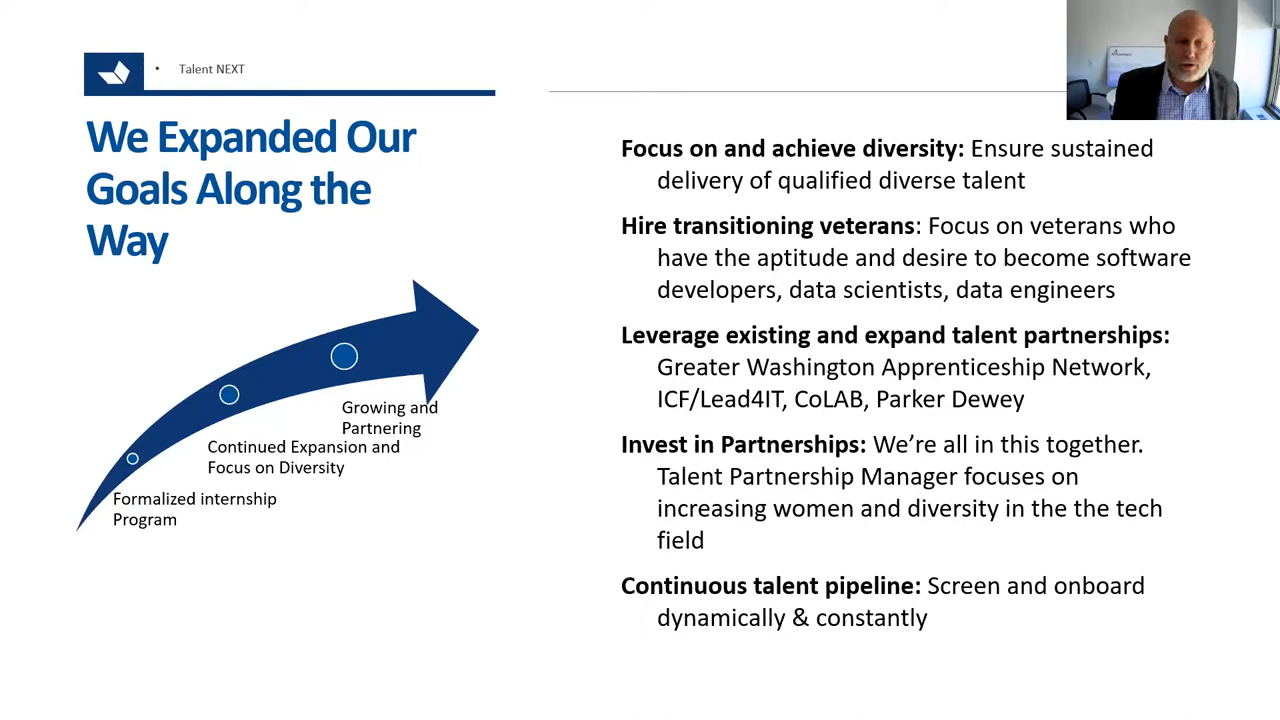 • Talent NEXT
We Expanded Our
Goals Along the
Way
Growing and
Partnering
Continued Expansion and
Focus on Diversity
Formalized internship
Program
Focus on and achieve diversity: Ensure sustained
delivery of qualified diverse talent
Hire transitioning veterans: Focus on veterans who
have the aptitude and desire to become software
developers, data scientists, data engineers
Leverage existing and expand talent partnerships:
Greater Washington Apprenticeship Network,
ICF/Lead4IT, CoLAB, Parker Dewey
Invest in Partnerships: We’re all in this together.
Talent Partnership Manager focuses on
increasing women and diversity in the the tech
field
Continuous talent pipeline: Screen and onboard
dynamically & constantly